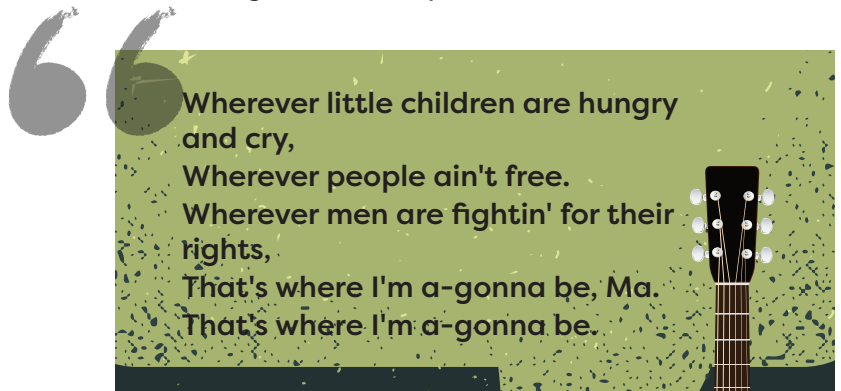 Wherever little children are hungry
and cry,
Wherever people ain't free.
Wherever men are fightin' for their
rights,
That's where I'm a-gonna be, Ma.
That's where I'm a-gonna be.